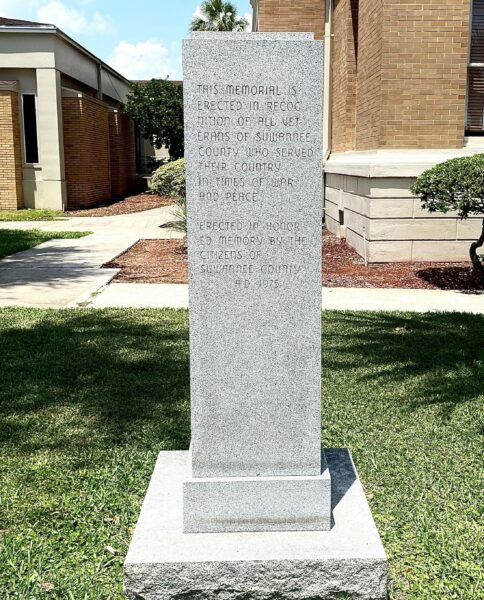 THIS MEMORIAL IS
ERECTED IN RECOG
NITION OF ALL VET
ERANS OF SUWANNEE
COUNTY WHO SERVED
THEIR COUNTRY
IN TIMES OF WAR
AND PEACE
ERECTED IN HONOR
ED MEMORY BY THE
CITIZENS OF
SUWANNEE COUNTY
A.D. 1975